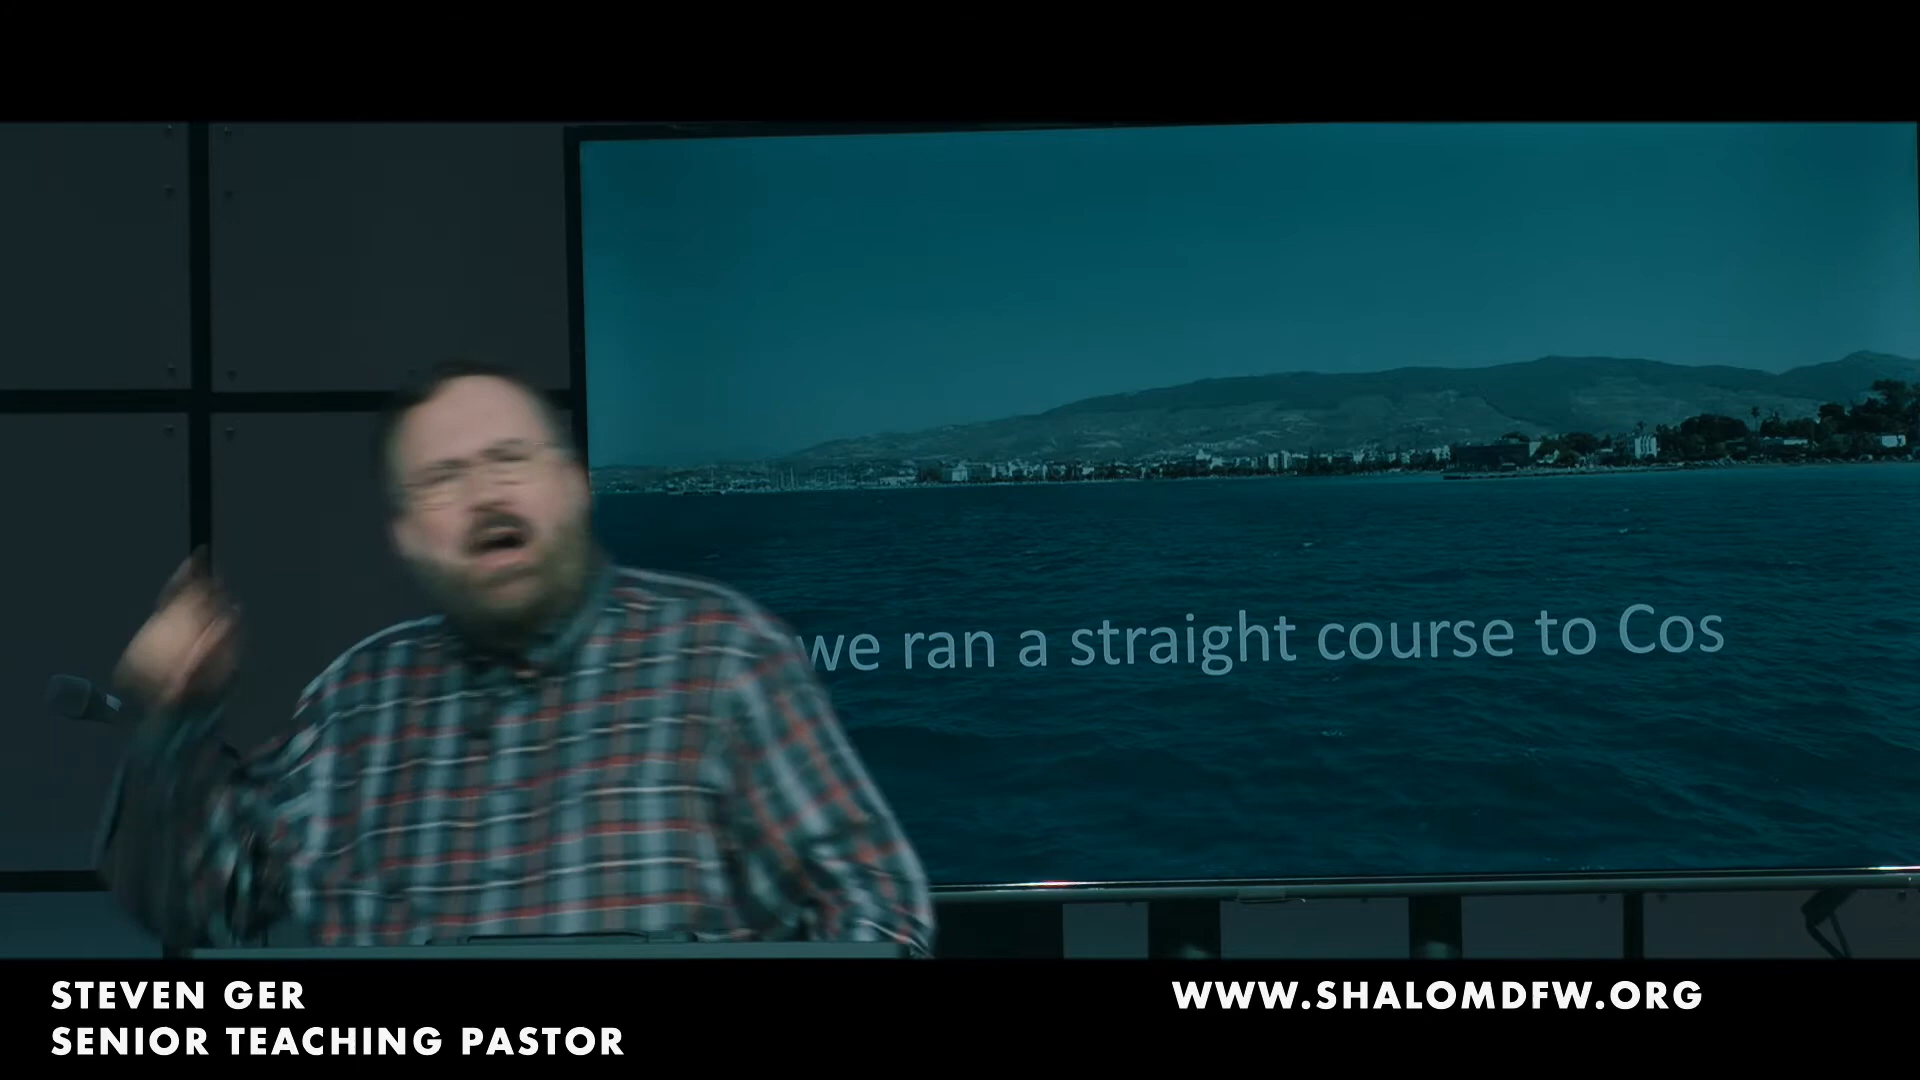 we ran a straight course to Cos
STEVEN GER
SENIOR TEACHING PASTOR
WWW.SHALOMDFW.ORG